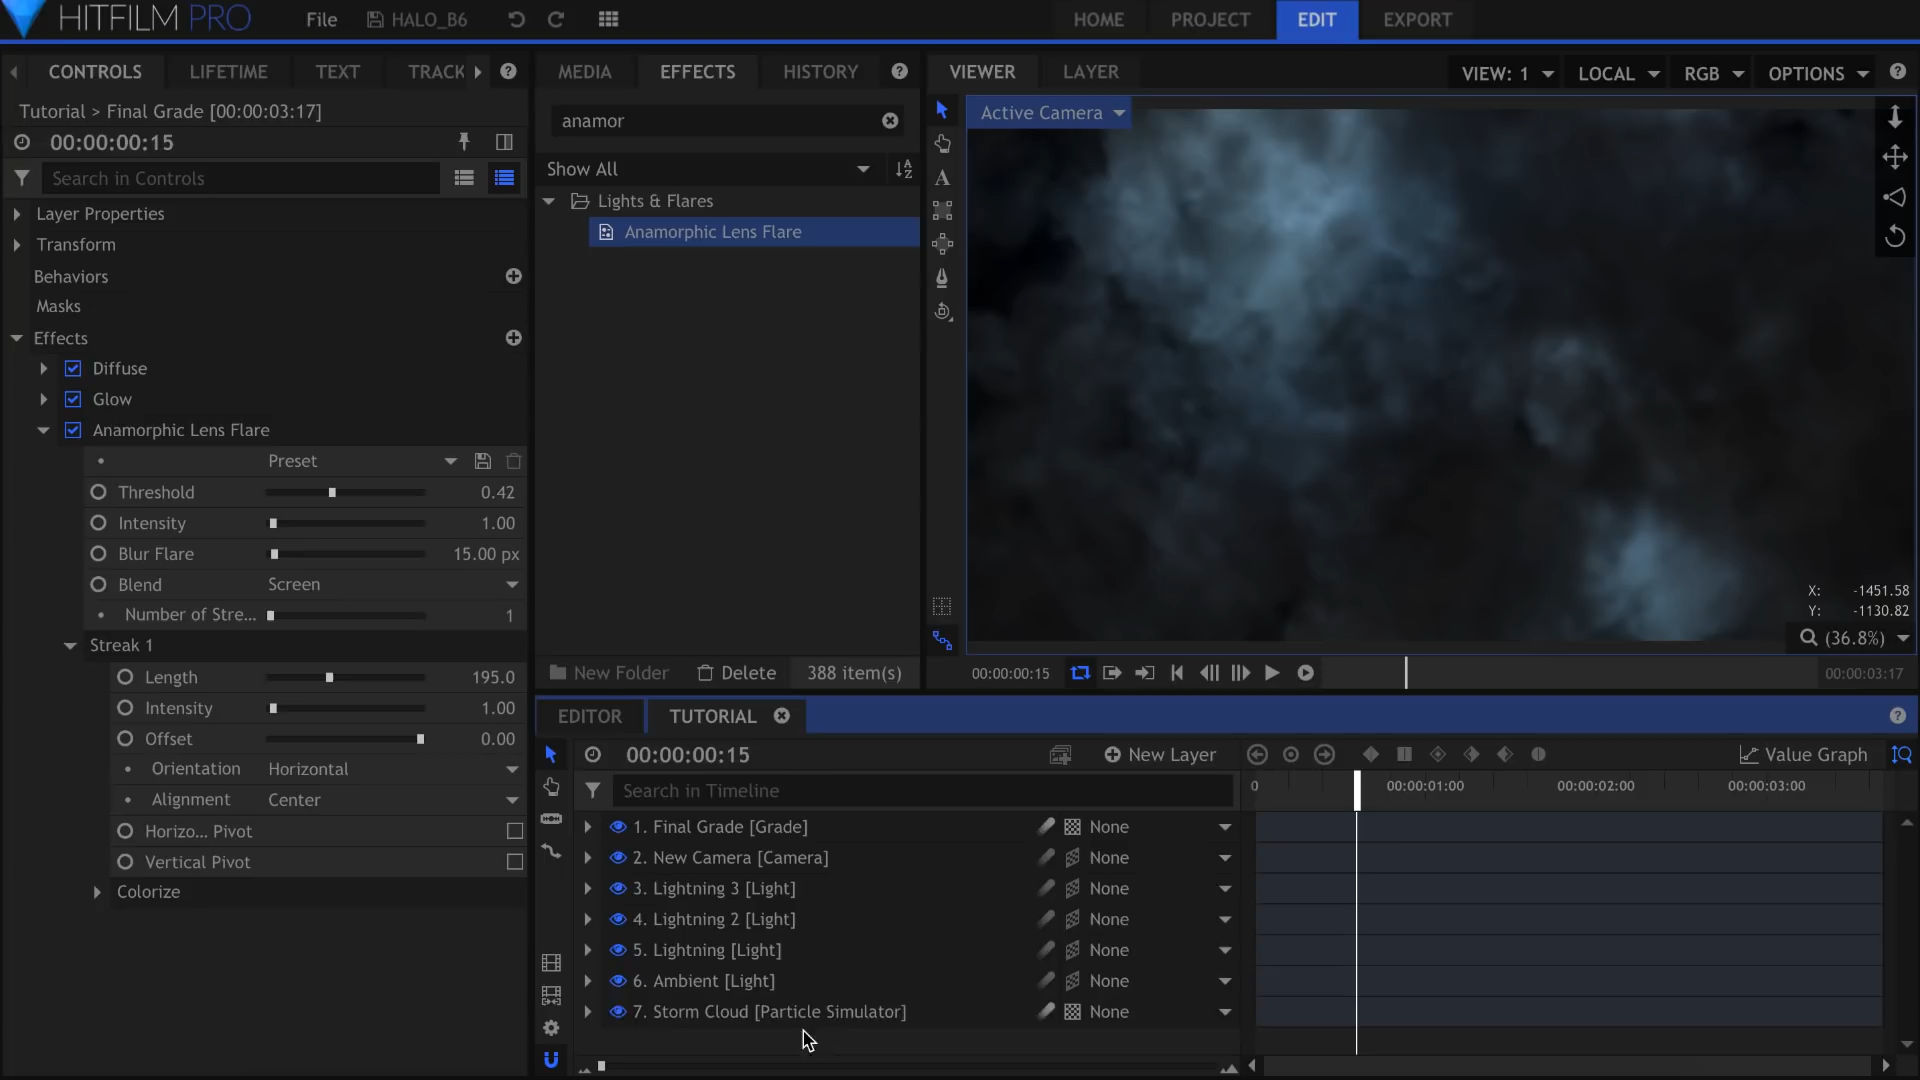 HITFILM PRO
File
HALO_B6
HOME
PROJECT
EDIT
EXPORT
CONTROLS
LIFETIME
TEXT
TRACK
Tutorial > Final Grade [00:00:03:17]
00:00:00:15
Search in Controls
Layer Properties
Transform
Behaviors
Masks
Effects
Diffuse
Glow
Anamorphic Lens Flare
Preset
Threshold 0.42
Intensity 1.00
Blur Flare 15.00 px
Blend Screen
Number of Stre... 1
Streak 1
Length 195.0
Intensity 1.00
Offset 0.00
Orientation Horizontal
Alignment Center
Horizo... Pivot
Vertical Pivot
Colorize
MEDIA
EFFECTS
HISTORY
anamor
Show All
Lights & Flares
Anamorphic Lens Flare
New Folder
Delete
388 item(s)
VIEWER
LAYER
VIEW: 1
LOCAL
RGB
OPTIONS
Active Camera
X: -1451.58
Y: -1130.82
(36.8%)
00:00:00:15
00:00:03:17
EDITOR
TUTORIAL
00:00:00:15
New Layer
Value Graph
Search in Timeline
0
00:00:01:00
00:00:02:00
00:00:03:00
1. Final Grade [Grade] None
2. New Camera [Camera] None
3. Lightning 3 [Light] None
4. Lightning 2 [Light] None
5. Lightning [Light] None
6. Ambient [Light] None
7. Storm Cloud [Particle Simulator] None